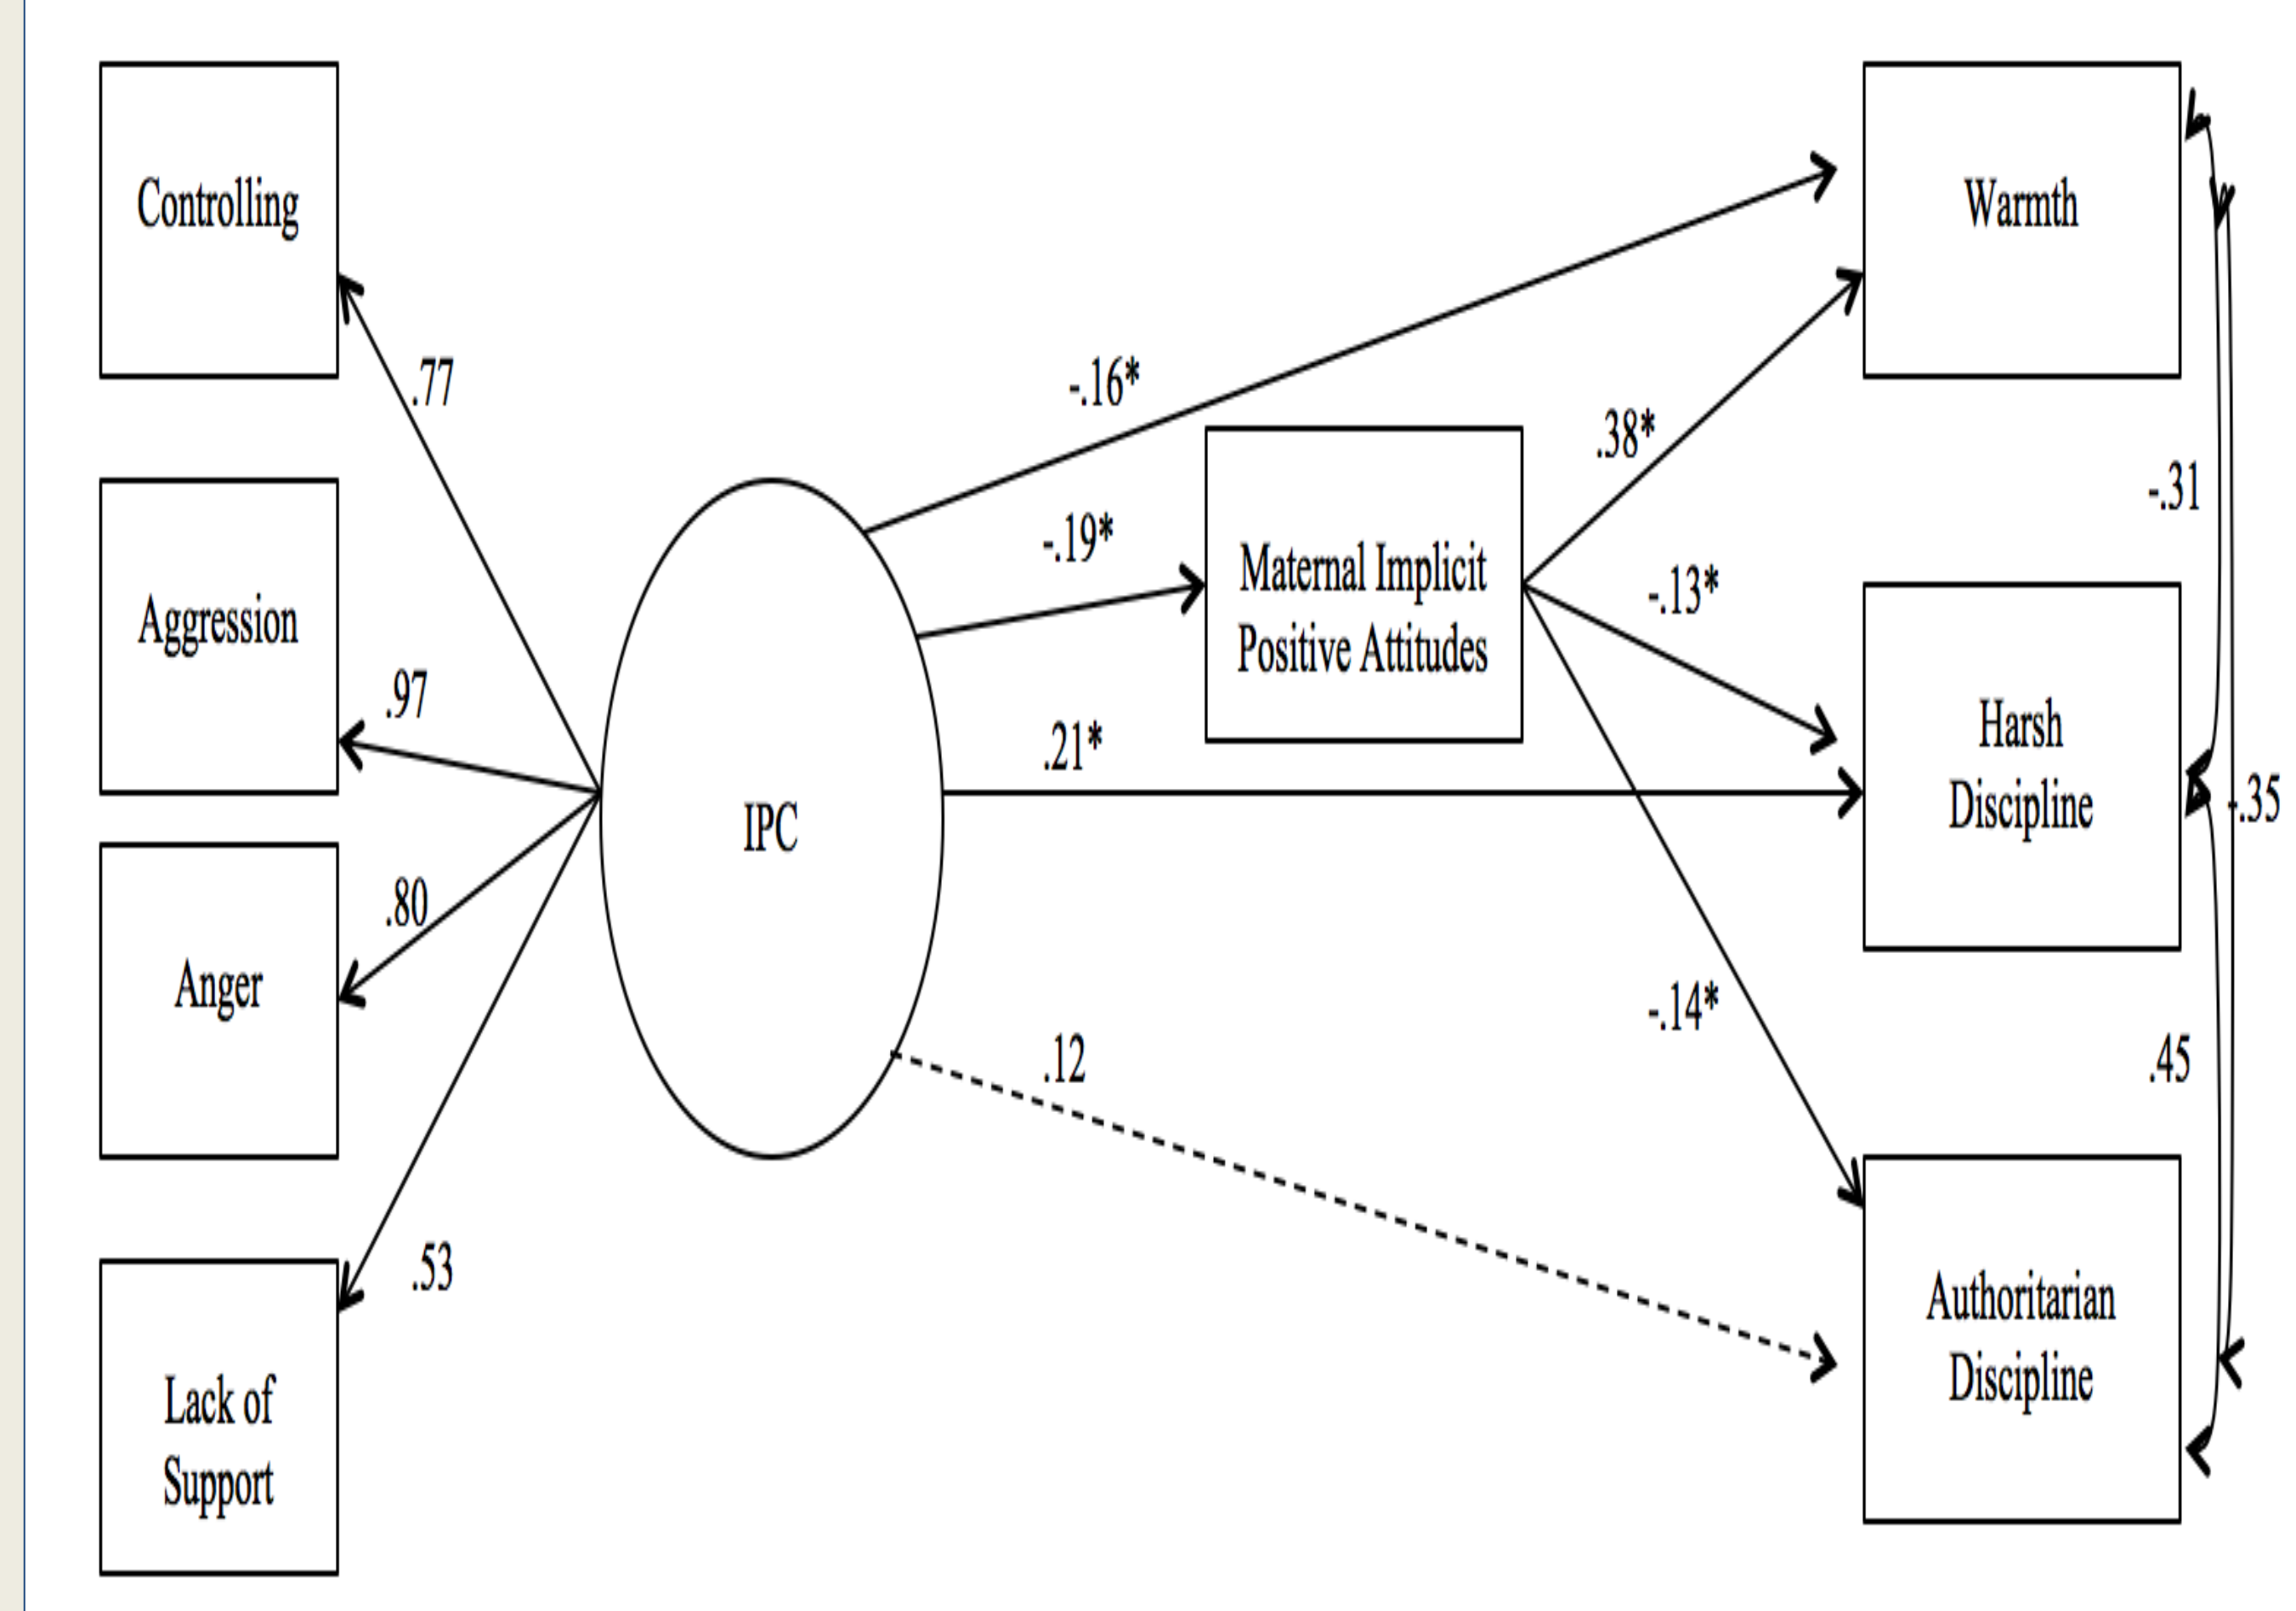 Controlling
Warmth
.77
-.16*
.38*
-.31
-.19*
Maternal Implicit
Positive Attitudes
-.13*
Aggression
.97
.21*
Harsh
Discipline
-.35
IPC
.80
Anger
-.14*
.12
.45
.53
Authoritarian
Discipline
Lack of
Support